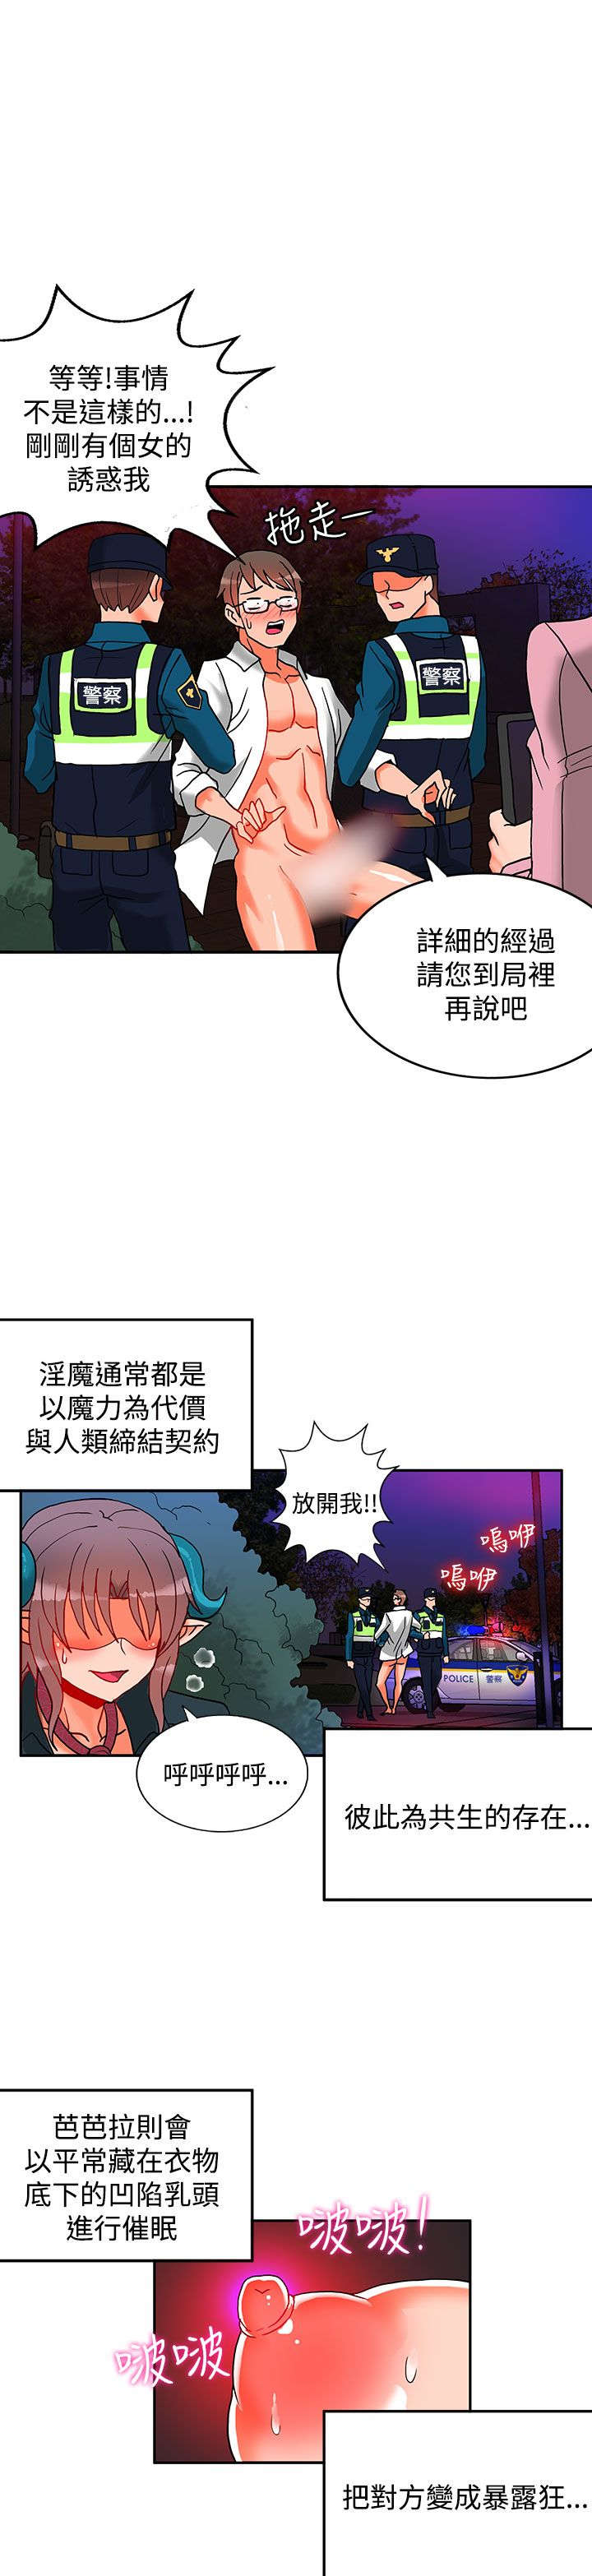 等等!事情
不是這樣的...!
剛剛有個女的
誘惑我
拖走一
警察
警察
詳細的經過
請您到局裡
再說吧
淫魔通常都是
以魔力為代價
與人類締結契約
放開我!!
嗚咿
嗚咿
POLICE 警察
呼呼呼呼...
彼此為共生的存在...
芭芭拉則會
以平常藏在衣物
底下的凹陷乳頭
進行催眠
啵啵!
啵啵
把對方變成暴露狂...